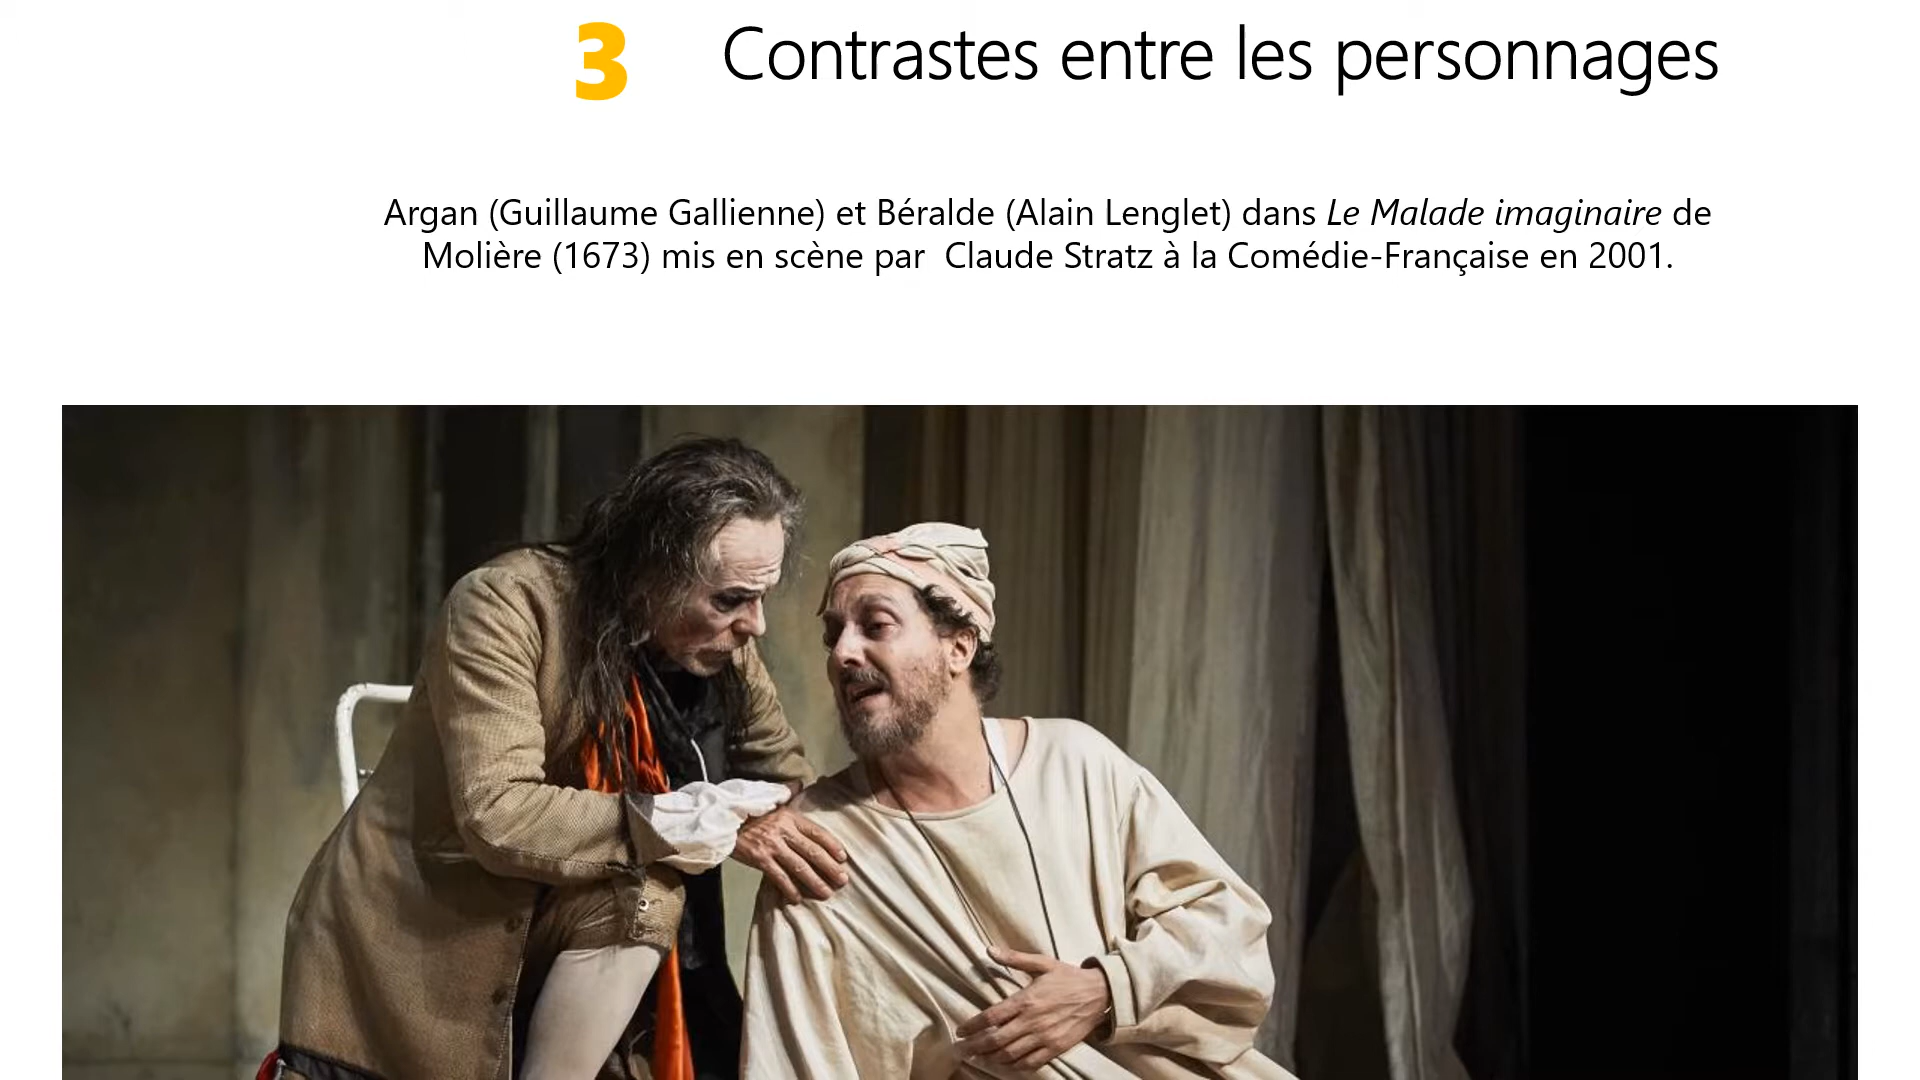 3 Contrastes entre les personnages
Argan (Guillaume Gallienne) et Béralde (Alain Lenglet) dans Le Malade imaginaire de
Molière (1673) mis en scène par  Claude Stratz à la Comédie-Française en 2001.